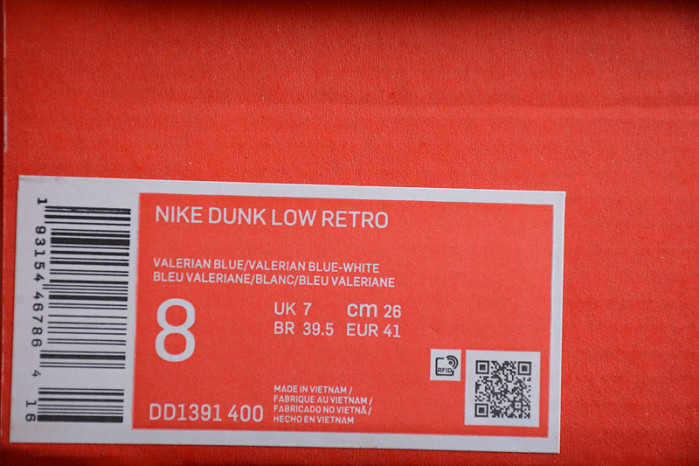 NIKE DUNK LOW RETRO
VALERIAN BLUE/VALERIAN BLUE-WHITE
BLEU VALERIANE/BLANC/BLEU VALERIANE
8
UK 7 cm 26
BR 39.5 EUR 41
RFID
MADE IN VIETNAM /
FABRIQUE AU VIETNAM /
FABRICADO NO VIETNÃ /
HECHO EN VIETNAM
DD1391 400
1 93154 46786 4 16